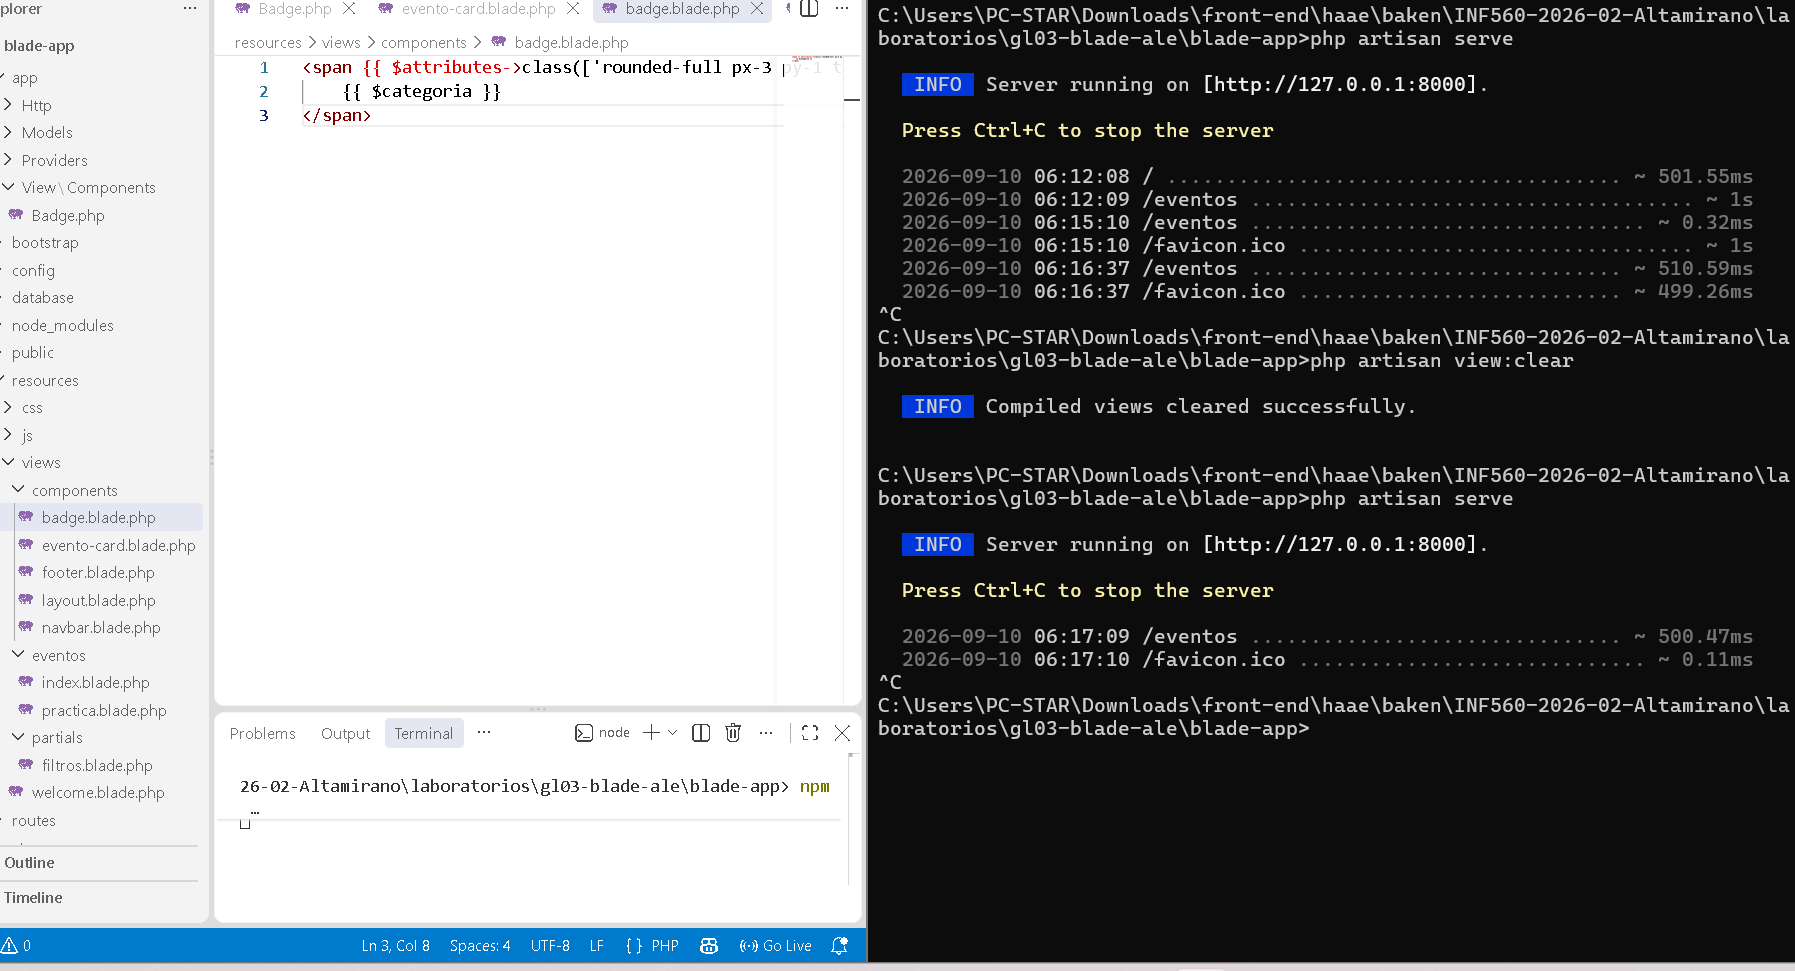 plorer
blade-app
app
Http
Models
Providers
View\Components
Badge.php
bootstrap
config
database
node_modules
public
resources
css
js
views
components
badge.blade.php
evento-card.blade.php
footer.blade.php
layout.blade.php
navbar.blade.php
eventos
index.blade.php
practica.blade.php
partials
filtros.blade.php
welcome.blade.php
routes
Outline
Timeline
Badge.php
evento-card.blade.php
badge.blade.php
resources > views > components > badge.blade.php
1 <span {{ $attributes->class(['rounded-full px-3 py-1 t
2 {{ $categoria }}
3 </span>
Problems Output Terminal ... node
26-02-Altamirano\laboratorios\gl03-blade-ale\blade-app> npm
…
0 Ln 3, Col 8 Spaces: 4 UTF-8 LF { } PHP Go Live
C:\Users\PC-STAR\Downloads\front-end\haae\baken\INF560-2026-02-Altamirano\la
boratorios\gl03-blade-ale\blade-app>php artisan serve
INFO Server running on [http://127.0.0.1:8000].
Press Ctrl+C to stop the server
2026-09-10 06:12:08 / ...................................... ~ 501.55ms
2026-09-10 06:12:09 /eventos ..................................... ~ 1s
2026-09-10 06:15:10 /eventos ................................. ~ 0.32ms
2026-09-10 06:15:10 /favicon.ico ................................. ~ 1s
2026-09-10 06:16:37 /eventos ............................... ~ 510.59ms
2026-09-10 06:16:37 /favicon.ico ........................... ~ 499.26ms
^C
C:\Users\PC-STAR\Downloads\front-end\haae\baken\INF560-2026-02-Altamirano\la
boratorios\gl03-blade-ale\blade-app>php artisan view:clear
INFO Compiled views cleared successfully.
C:\Users\PC-STAR\Downloads\front-end\haae\baken\INF560-2026-02-Altamirano\la
boratorios\gl03-blade-ale\blade-app>php artisan serve
INFO Server running on [http://127.0.0.1:8000].
Press Ctrl+C to stop the server
2026-09-10 06:17:09 /eventos ............................... ~ 500.47ms
2026-09-10 06:17:10 /favicon.ico ............................. ~ 0.11ms
^C
C:\Users\PC-STAR\Downloads\front-end\haae\baken\INF560-2026-02-Altamirano\la
boratorios\gl03-blade-ale\blade-app>